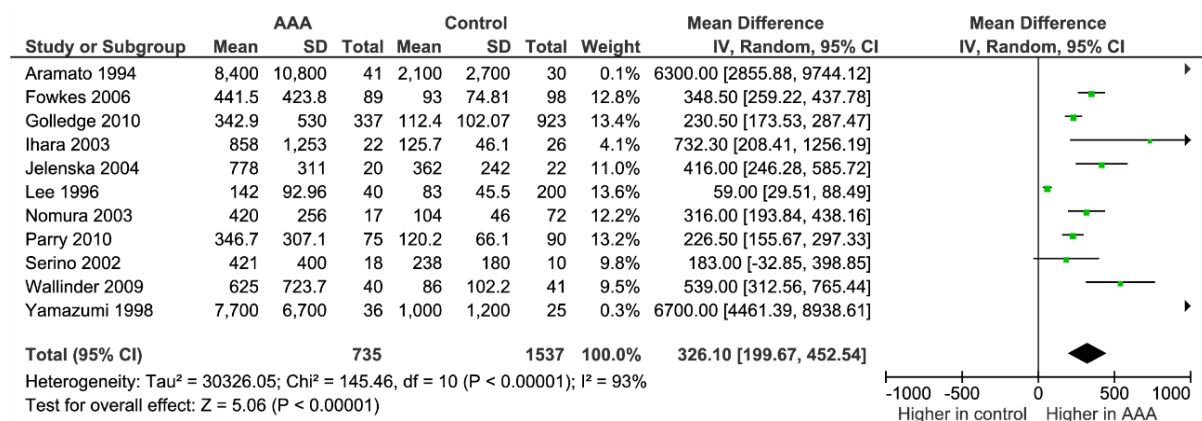 AAA Control Mean Difference Mean Difference
Study or Subgroup Mean SD Total Mean SD Total Weight IV, Random, 95% CI IV, Random, 95% CI
Aramato 1994 8,400 10,800 41 2,100 2,700 30 0.1% 6300.00 [2855.88, 9744.12]
Fowkes 2006 441.5 423.8 89 93 74.81 98 12.8% 348.50 [259.22, 437.78]
Golledge 2010 342.9 530 337 112.4 102.07 923 13.4% 230.50 [173.53, 287.47]
Ihara 2003 858 1,253 22 125.7 46.1 26 4.1% 732.30 [208.41, 1256.19]
Jelenska 2004 778 311 20 362 242 22 11.0% 416.00 [246.28, 585.72]
Lee 1996 142 92.96 40 83 45.5 200 13.6% 59.00 [29.51, 88.49]
Nomura 2003 420 256 17 104 46 72 12.2% 316.00 [193.84, 438.16]
Parry 2010 346.7 307.1 75 120.2 66.1 90 13.2% 226.50 [155.67, 297.33]
Serino 2002 421 400 18 238 180 10 9.8% 183.00 [-32.85, 398.85]
Wallinder 2009 625 723.7 40 86 102.2 41 9.5% 539.00 [312.56, 765.44]
Yamazumi 1998 7,700 6,700 36 1,000 1,200 25 0.3% 6700.00 [4461.39, 8938.61]
Total (95% CI) 735 1537 100.0% 326.10 [199.67, 452.54]
Heterogeneity: Tau² = 30326.05; Chi² = 145.46, df = 10 (P < 0.00001); I² = 93%
Test for overall effect: Z = 5.06 (P < 0.00001)
-1000 -500 0 500 1000
Higher in control Higher in AAA